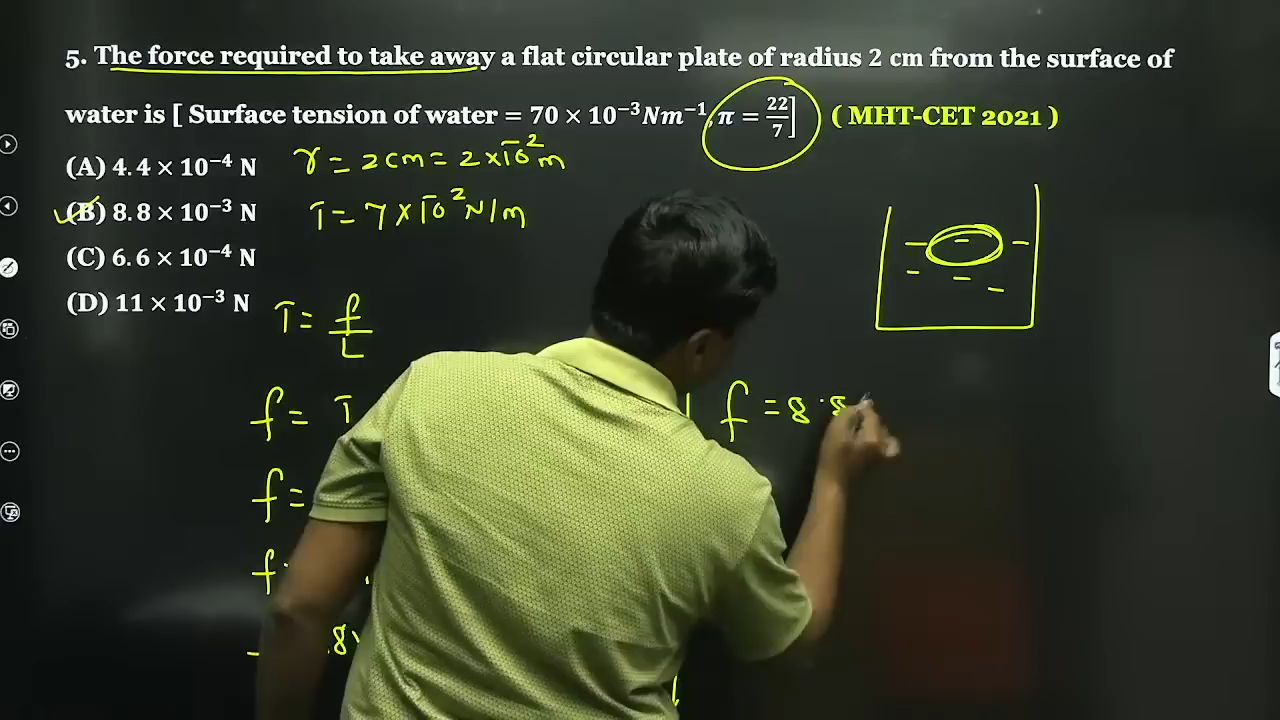 5. The force required to take away a flat circular plate of radius 2 cm from the surface of
water is [ Surface tension of water = 70 × 10⁻³Nm⁻¹, π = 22/7] ( MHT-CET 2021 )
(A) 4.4 × 10⁻⁴ N
(B) 8.8 × 10⁻³ N
(C) 6.6 × 10⁻⁴ N
(D) 11 × 10⁻³ N
r = 2cm = 2 × 10⁻² m
T = 7 × 10⁻² N/m
T = f/L
f = T
f =
f
.8
f = 8.8